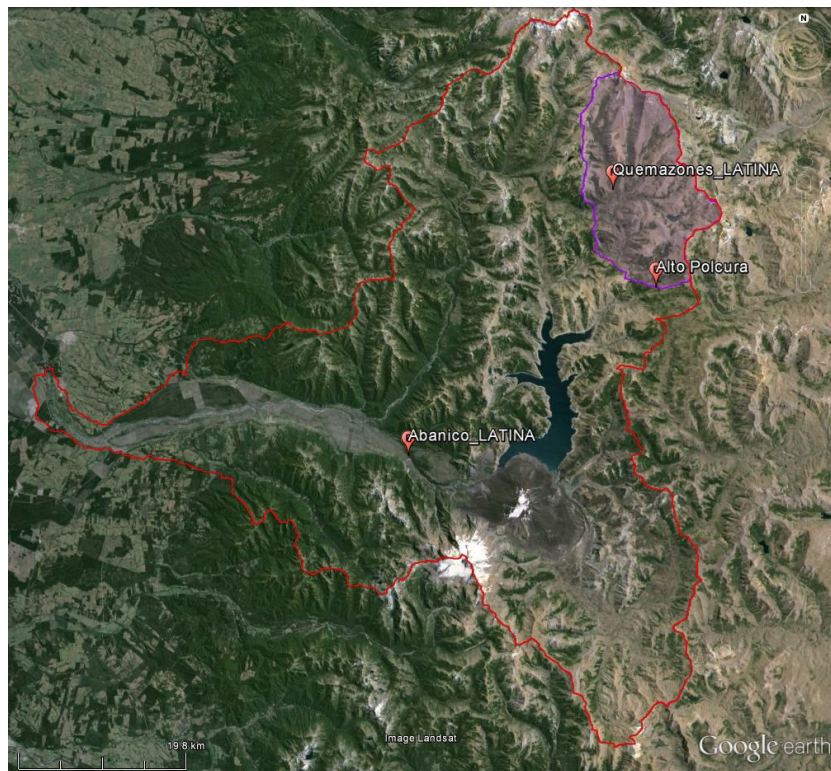 N
Quemazones_LATINA
Alto Polcura
Abanico_LATINA
19.8 km
Image Landsat
Google earth